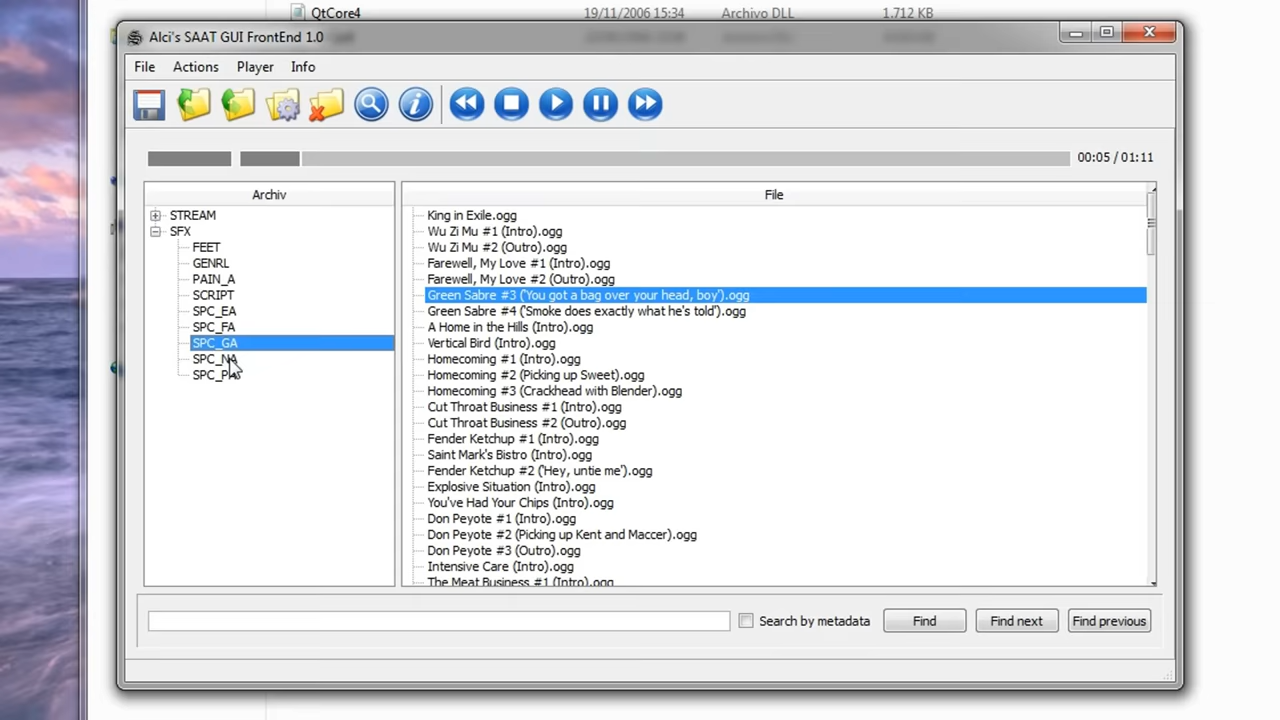 QtCore4 19/11/2006 15:34 Archivo DLL 1.712 KB
Alci's SAAT GUI FrontEnd 1.0
File Actions Player Info
00:05 / 01:11
Archiv
STREAM
SFX
FEET
GENRL
PAIN_A
SCRIPT
SPC_EA
SPC_FA
SPC_GA
SPC_NA
File
King in Exile.ogg
Wu Zi Mu #1 (Intro).ogg
Wu Zi Mu #2 (Outro).ogg
Farewell, My Love #1 (Intro).ogg
Farewell, My Love #2 (Outro).ogg
Green Sabre #3 ('You got a bag over your head, boy').ogg
Green Sabre #4 ('Smoke does exactly what he's told').ogg
A Home in the Hills (Intro).ogg
Vertical Bird (Intro).ogg
Homecoming #1 (Intro).ogg
Homecoming #2 (Picking up Sweet).ogg
Homecoming #3 (Crackhead with Blender).ogg
Cut Throat Business #1 (Intro).ogg
Cut Throat Business #2 (Outro).ogg
Fender Ketchup #1 (Intro).ogg
Saint Mark's Bistro (Intro).ogg
Fender Ketchup #2 ('Hey, untie me').ogg
Explosive Situation (Intro).ogg
You've Had Your Chips (Intro).ogg
Don Peyote #1 (Intro).ogg
Don Peyote #2 (Picking up Kent and Maccer).ogg
Don Peyote #3 (Outro).ogg
Intensive Care (Intro).ogg
The Meat Business #1 (Intro).ogg
Search by metadata Find Find next Find previous